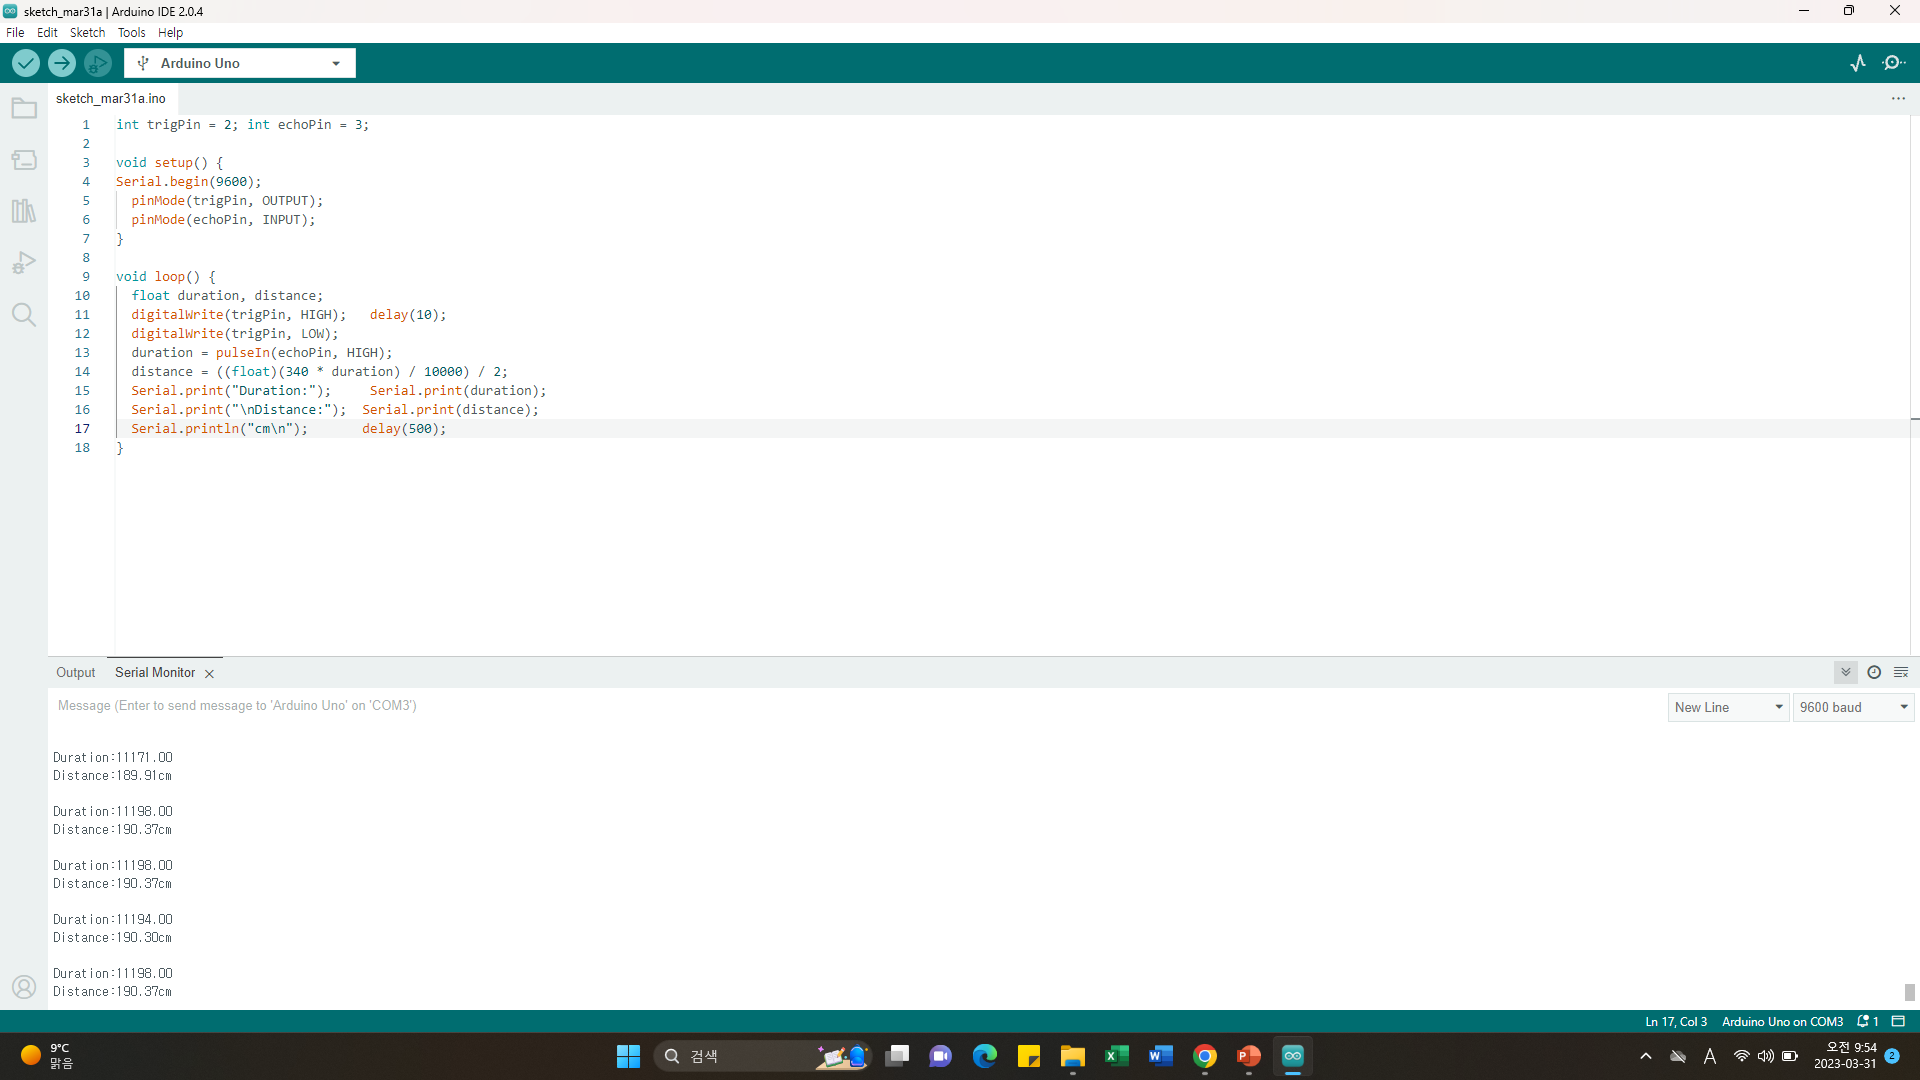 sketch_mar31a | Arduino IDE 2.0.4
File Edit Sketch Tools Help
Arduino Uno
sketch_mar31a.ino
1 int trigPin = 2; int echoPin = 3;
2
3 void setup() {
4 Serial.begin(9600);
5 pinMode(trigPin, OUTPUT);
6 pinMode(echoPin, INPUT);
7 }
8
9 void loop() {
10 float duration, distance;
11 digitalWrite(trigPin, HIGH); delay(10);
12 digitalWrite(trigPin, LOW);
13 duration = pulseIn(echoPin, HIGH);
14 distance = ((float)(340 * duration) / 10000) / 2;
15 Serial.print("Duration:"); Serial.print(duration);
16 Serial.print("\nDistance:"); Serial.print(distance);
17 Serial.println("cm\n"); delay(500);
18 }
Output Serial Monitor
Message (Enter to send message to 'Arduino Uno' on 'COM3')
New Line 9600 baud
Duration:11171.00
Distance:189.91cm
Duration:11198.00
Distance:190.37cm
Duration:11198.00
Distance:190.37cm
Duration:11194.00
Distance:190.30cm
Duration:11198.00
Distance:190.37cm
Ln 17, Col 3 Arduino Uno on COM3 1
9°C
맑음
검색
A
오전 9:54
2023-03-31
2